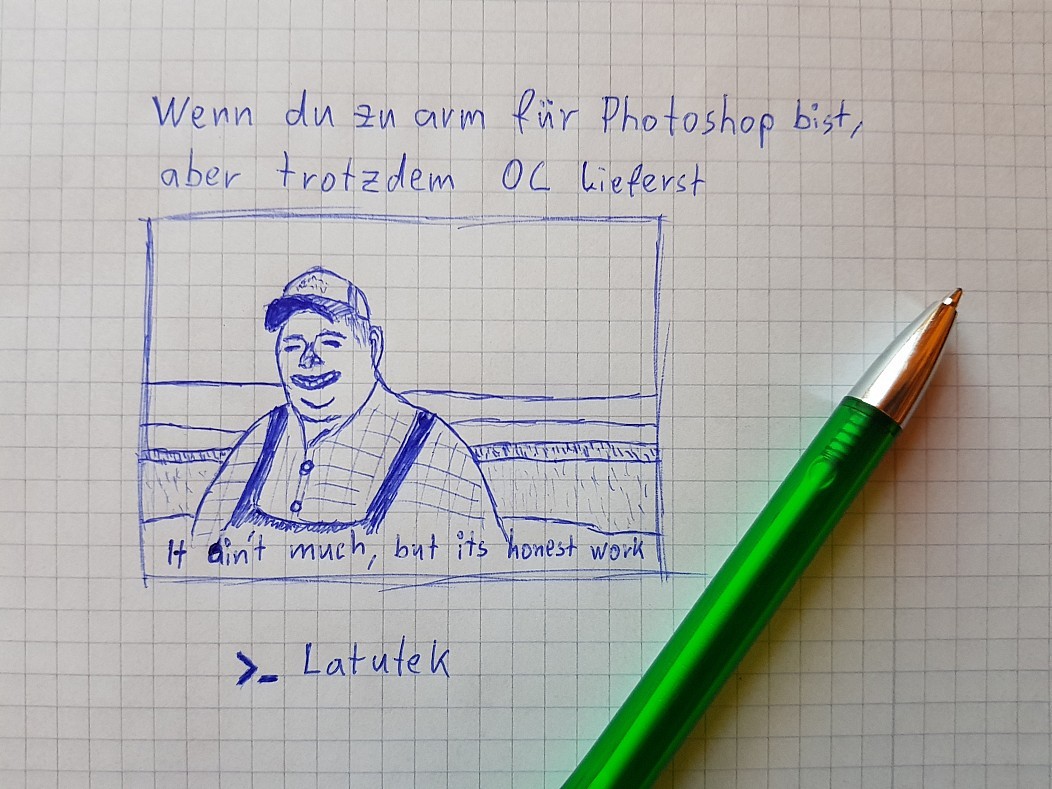 Wenn du zu arm für Photoshop bist,
aber trotzdem OC lieferst
It ain't much, but its honest work
>_ Latutek